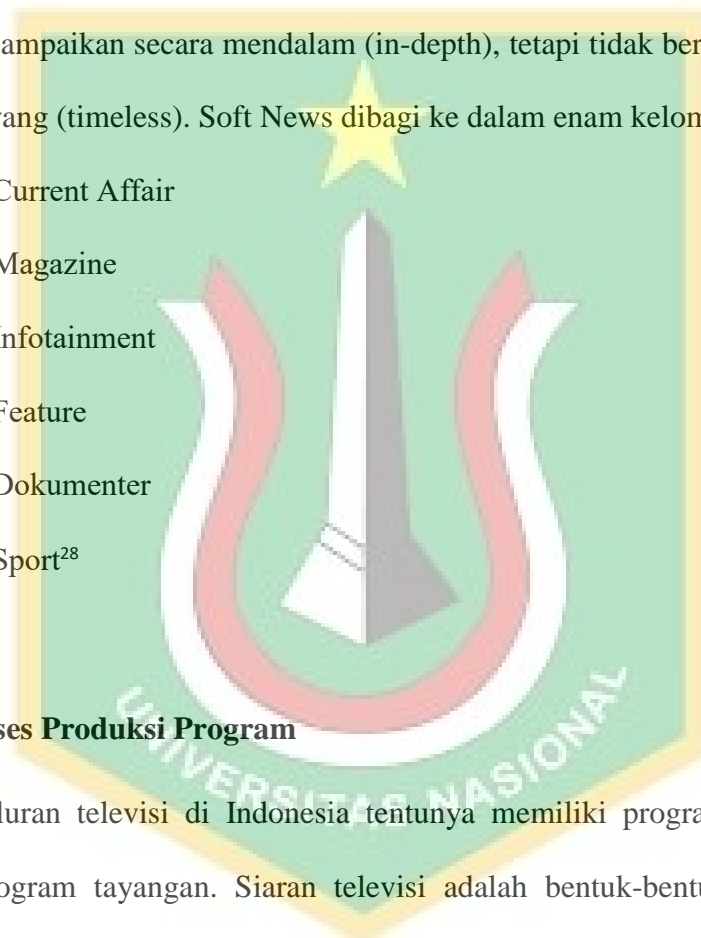 ampaikan secara mendalam (in-depth), tetapi tidak ber
ang (timeless). Soft News dibagi ke dalam enam kelom
Current Affair
Magazine
Infotainment
Feature
Dokumenter
Sport²⁸
ses Produksi Program
luran televisi di Indonesia tentunya memiliki progra
ogram tayangan. Siaran televisi adalah bentuk-bentu
UNIVERSITAS NASIONAL